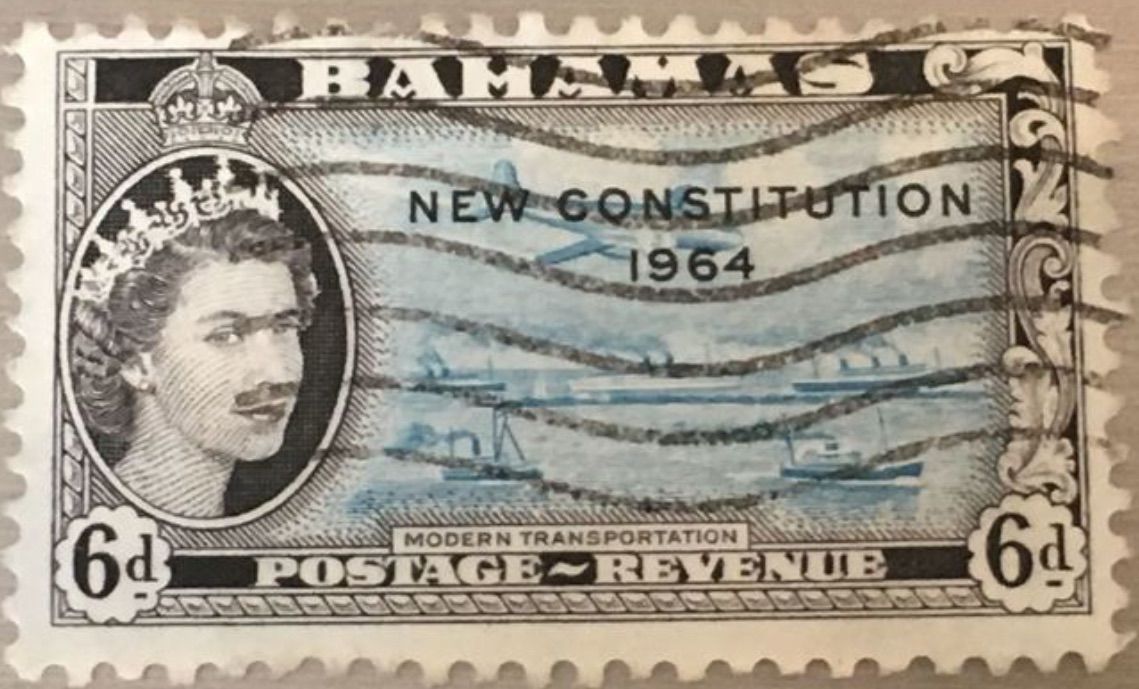 BAHAMAS
NEW CONSTITUTION
1964
MODERN TRANSPORTATION
6d
POSTAGE~REVENUE
6d